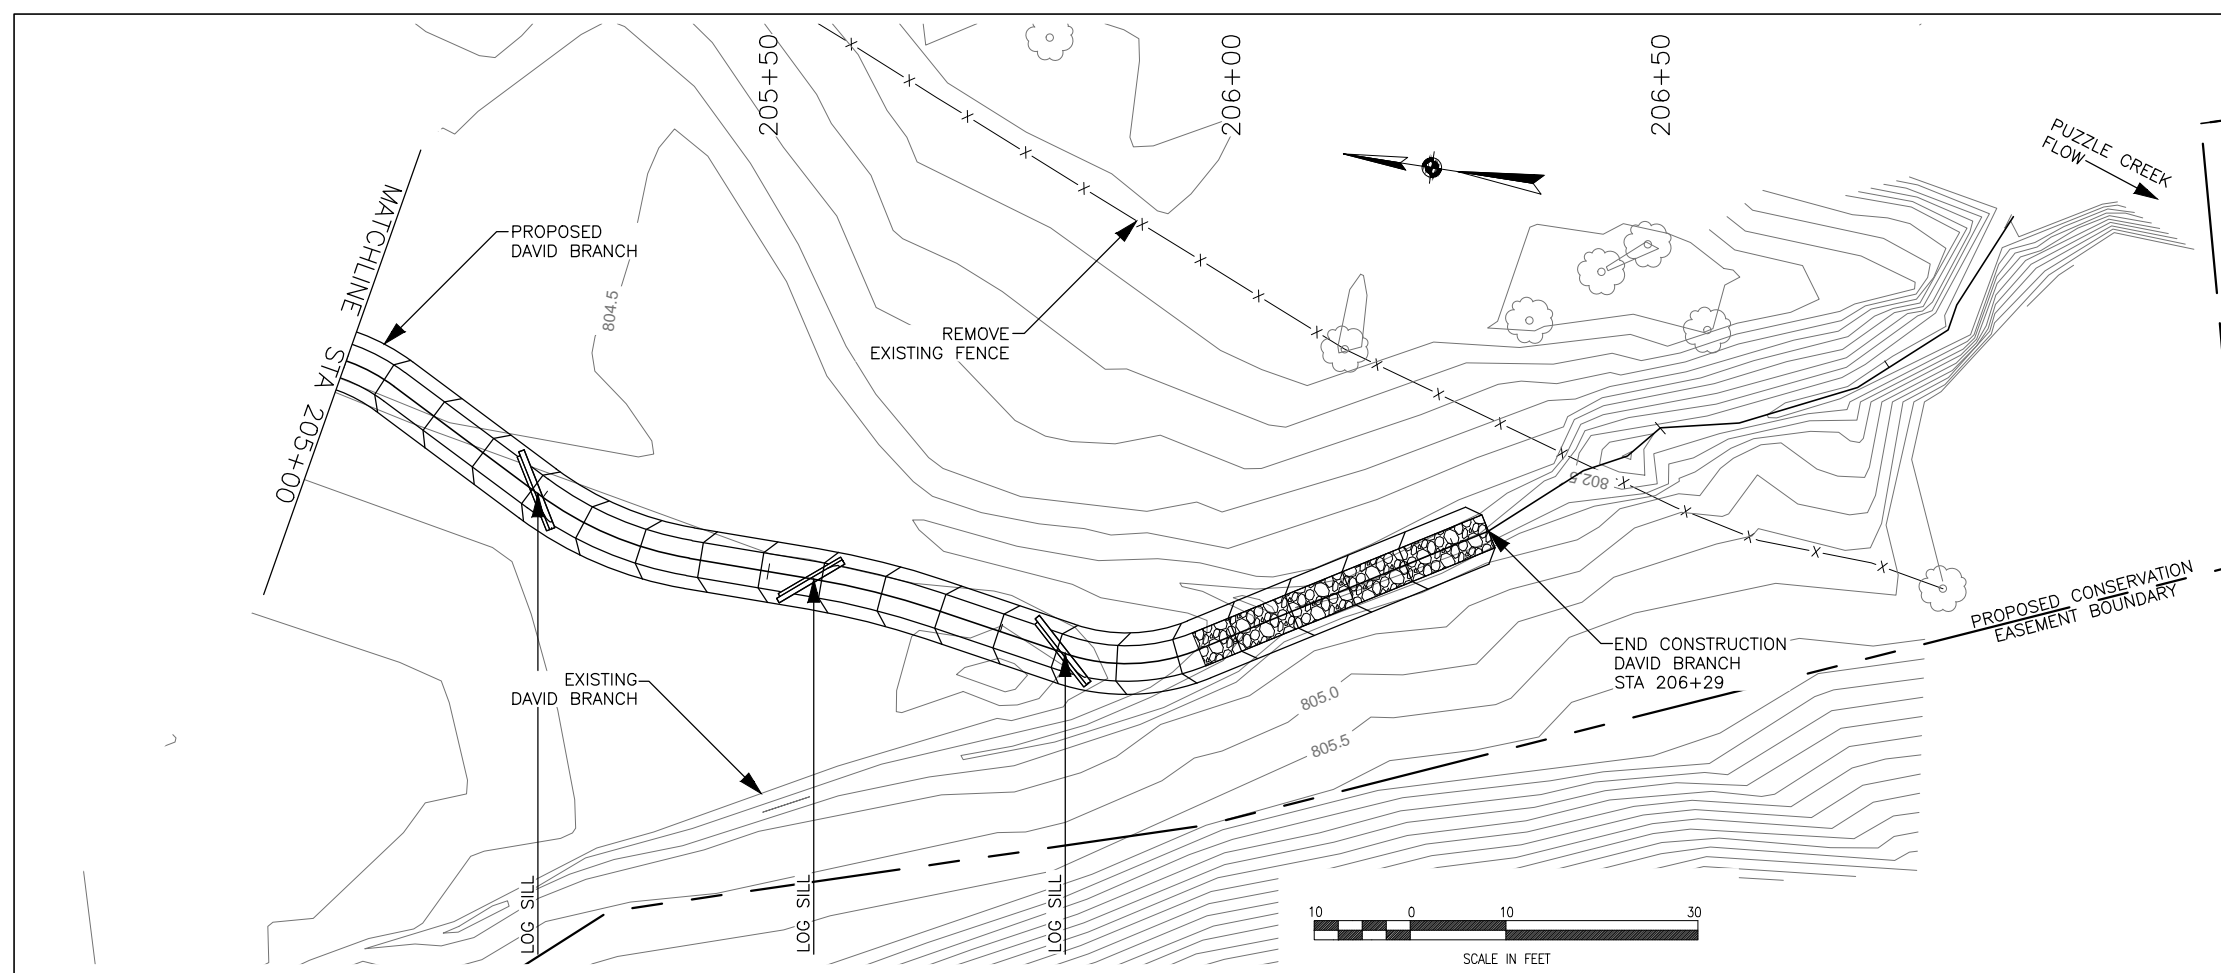 205+50
206+00
206+50
PUZZLE CREEK
FLOW
MATCHLINE
STA 205+00
PROPOSED
DAVID BRANCH
804.5
REMOVE
EXISTING FENCE
802.5
PROPOSED CONSERVATION
EASEMENT BOUNDARY
END CONSTRUCTION
DAVID BRANCH
STA 206+29
EXISTING
DAVID BRANCH
805.0
805.5
LOG SILL
LOG SILL
LOG SILL
10 0 10 30
SCALE IN FEET